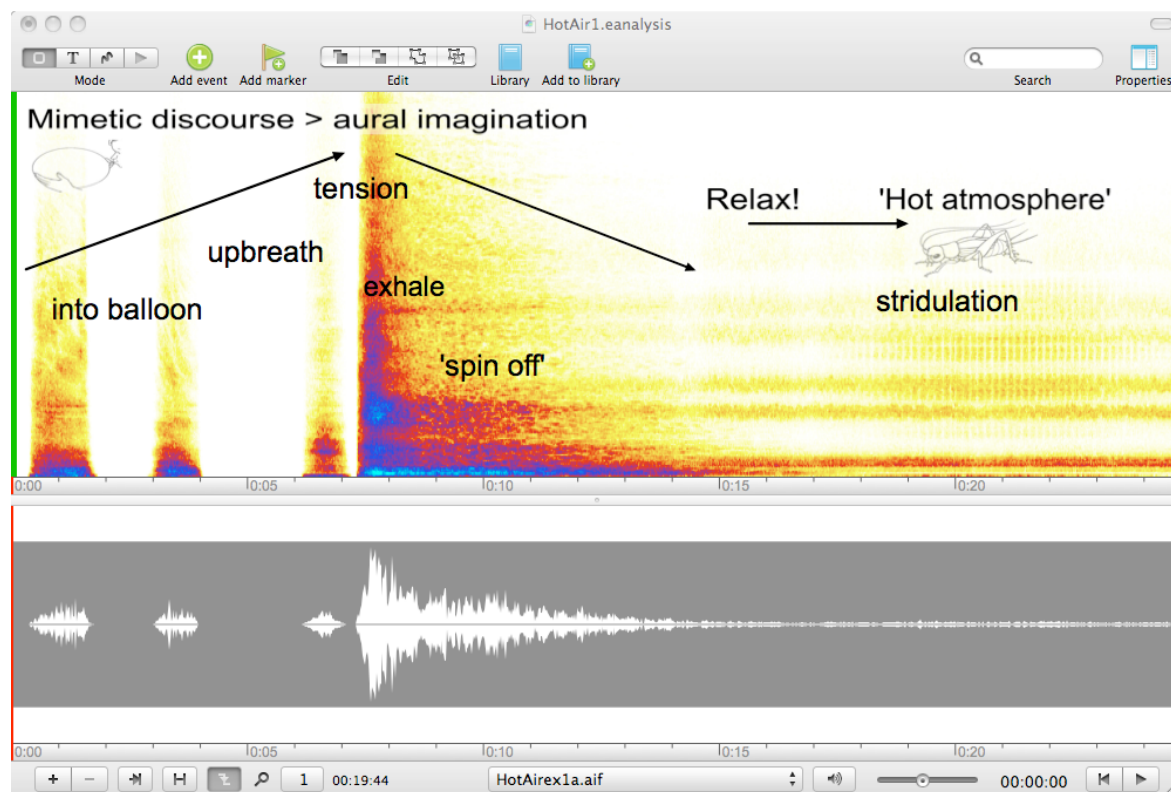 HotAir1.eanalysis
T
Mode Add event Add marker Edit Library Add to library Search Properties
Mimetic discourse > aural imagination
tension
Relax! 'Hot atmosphere'
upbreath
exhale
into balloon
stridulation
'spin off'
0:00 0:05 0:10 0:15 0:20
0:00 0:05 0:10 0:15 0:20
+ − 1 00:19:44 HotAirex1a.aif 00:00:00